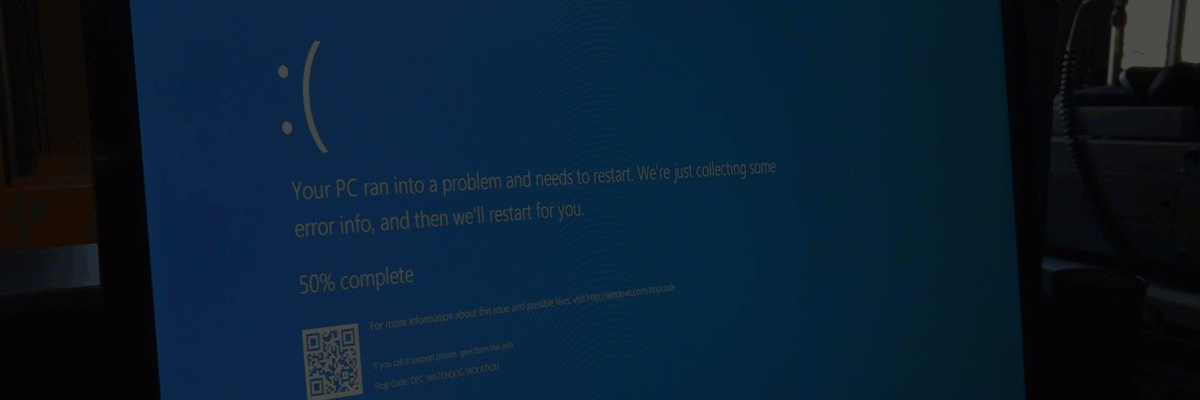 :(
Your PC ran into a problem and needs to restart. We're just collecting some
error info, and then we'll restart for you.
50% complete
For more information about this issue and possible fixes, visit http://windows.com/stopcode
If you call a support person, give them this info:
Stop Code: DPC WATCHDOG VIOLATION